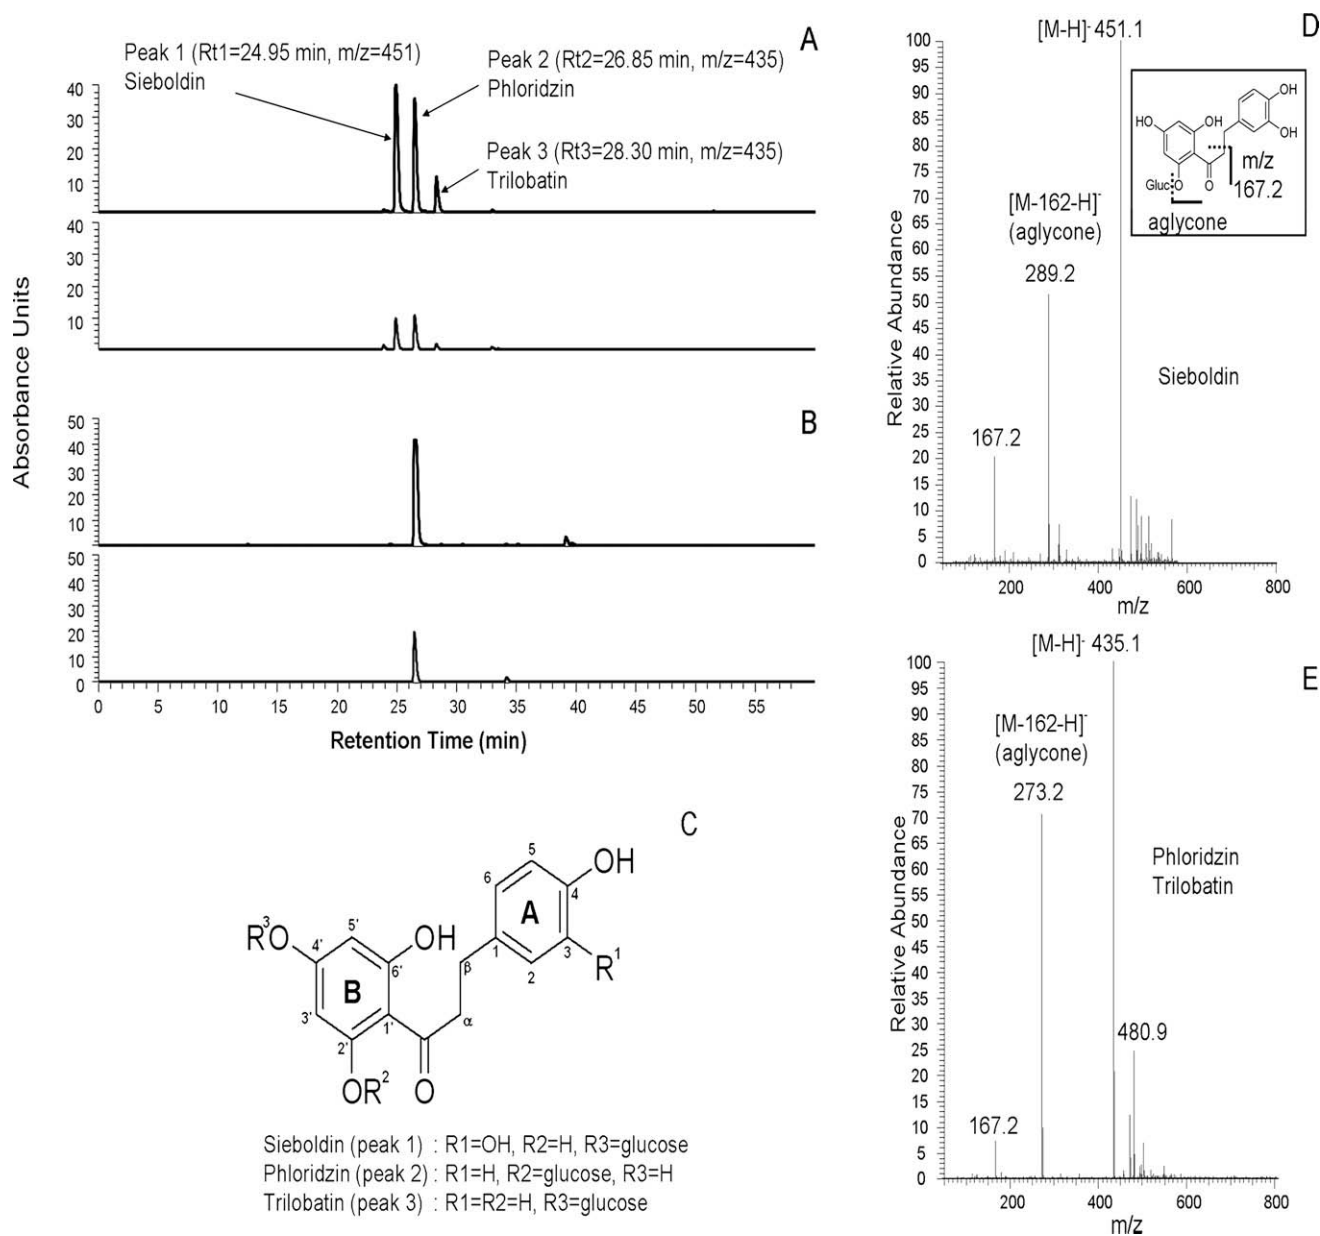 A
Peak 1 (Rt1=24.95 min, m/z=451)
Sieboldin
Peak 2 (Rt2=26.85 min, m/z=435)
Phloridzin
Peak 3 (Rt3=28.30 min, m/z=435)
Trilobatin
40
30
20
10
40
30
20
10
Absorbance Units
B
50
40
30
20
10
50
40
30
20
10
0
0 5 10 15 20 25 30 35 40 45 50 55
Retention Time (min)
C
R³O
4'
5'
OH
6'
B
3'
2'
1'
OR²
O
α
β
1
2
3
4
5
6
A
OH
R¹
Sieboldin (peak 1) : R1=OH, R2=H, R3=glucose
Phloridzin (peak 2) : R1=H, R2=glucose, R3=H
Trilobatin (peak 3) : R1=R2=H, R3=glucose
D
[M-H]⁻ 451.1
100
95
90
85
80
75
70
65
60
55
50
45
40
35
30
25
20
15
10
5
0
Relative Abundance
[M-162-H]⁻
(aglycone)
289.2
167.2
Sieboldin
HO
OH
OH
OH
Gluc
O
O
m/z
167.2
aglycone
200 400 600 800
m/z
E
[M-H]⁻ 435.1
100
95
90
85
80
75
70
65
60
55
50
45
40
35
30
25
20
15
10
5
0
Relative Abundance
[M-162-H]⁻
(aglycone)
273.2
Phloridzin
Trilobatin
480.9
167.2
200 400 600 800
m/z